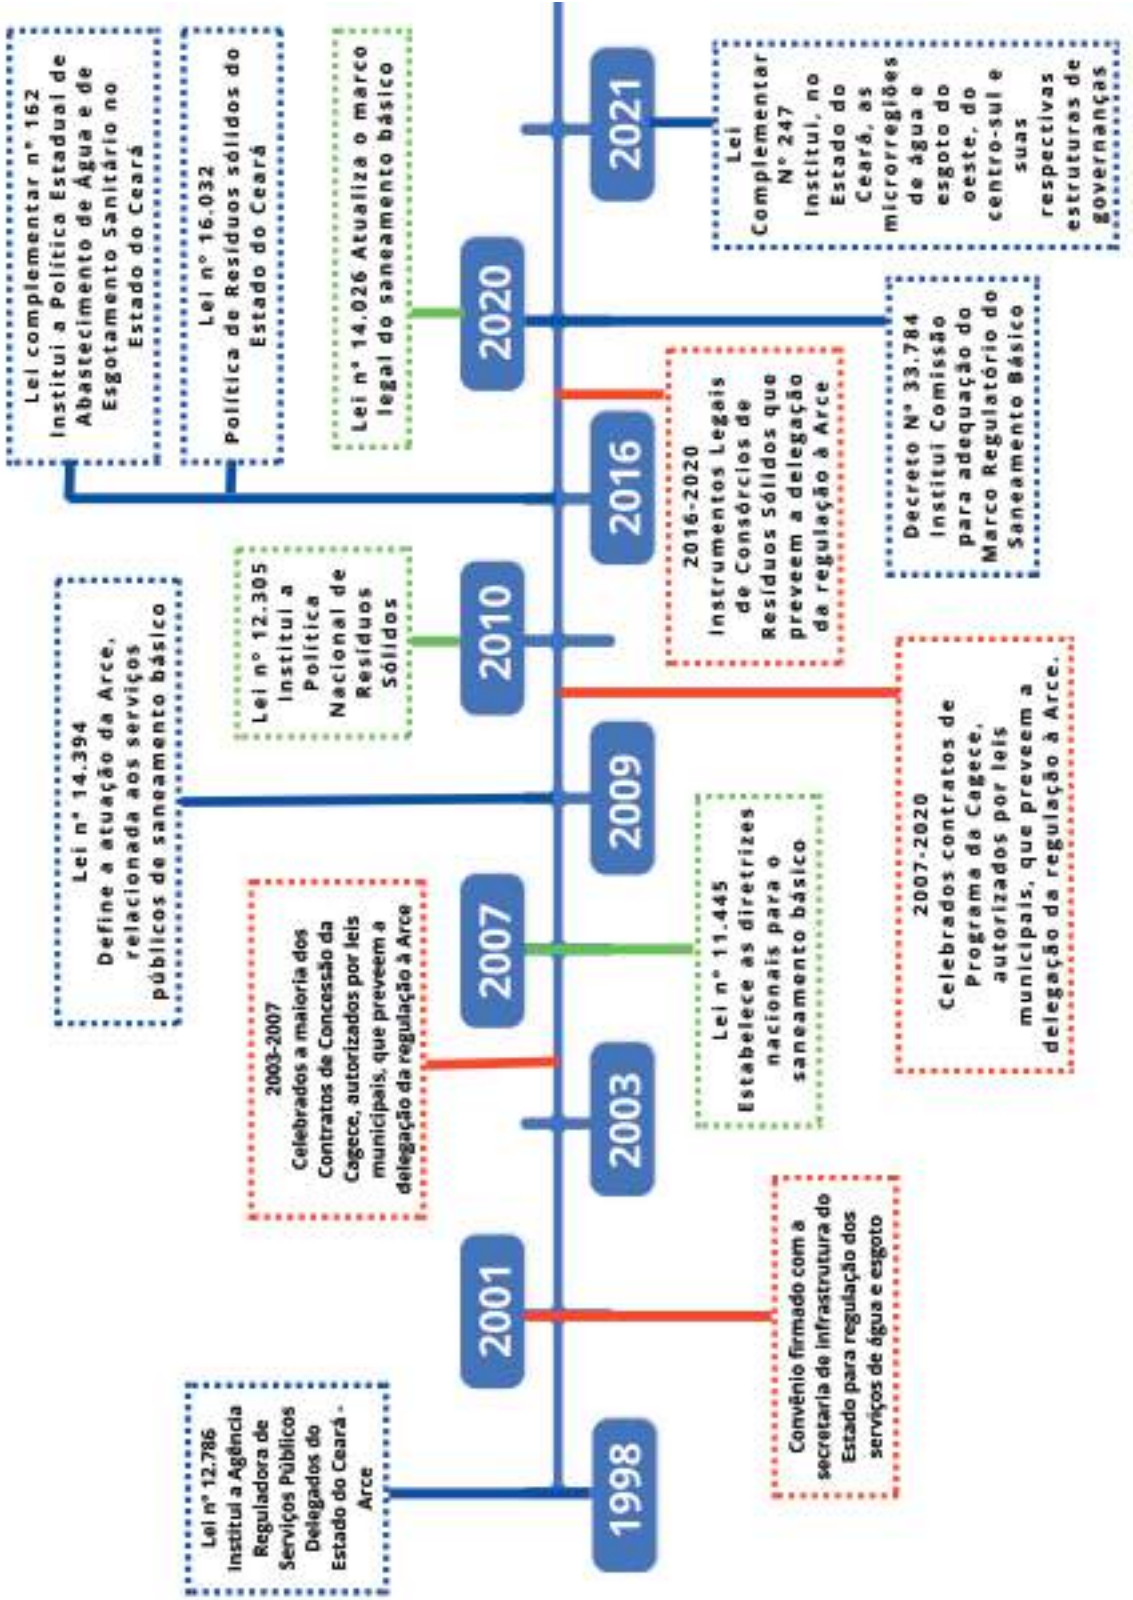 Lei nº 12.786
Institui a Agência
Reguladora de
Serviços Públicos
Delegados do
Estado do Ceará -
Arce
1998
2001
Convênio firmado com a
secretaria de infraestrutura do
Estado para regulação dos
serviços de água e esgoto
2003
2003-2007
Celebrados a maioria dos
Contratos de Concessão da
Cagece, autorizados por leis
municipais, que preveem a
delegação da regulação à Arce
2007
Lei nº 11.445
Estabelece as diretrizes
nacionais para o
saneamento básico
2007-2020
Celebrados contratos de
Programa da Cagece,
autorizados por leis
municipais, que preveem a
delegação da regulação à Arce.
Lei nº 14.394
Define a atuação da Arce,
relacionada aos serviços
públicos de saneamento básico
2009
Lei nº 12.305
Institui a
Política
Nacional de
Resíduos
Sólidos
2010
Lei complementar nº 162
Institui a Política Estadual de
Abastecimento de Água e de
Esgotamento Sanitário no
Estado do Ceará
Lei nº 16.032
Política de Resíduos sólidos do
Estado do Ceará
2016
2016-2020
Instrumentos Legais
de Consórcios de
Resíduos Sólidos que
preveem a delegação
da regulação à Arce
Lei nº 14.026 Atualiza o marco
legal do saneamento básico
2020
Decreto Nº 33.784
Institui Comissão
para adequação do
Marco Regulatório do
Saneamento Básico
2021
Lei
Complementar
Nº 247
Institui, no
Estado do
Ceará, as
microrregiões
de água e
esgoto do
oeste, do
centro-sul e
suas
respectivas
estruturas de
governanças